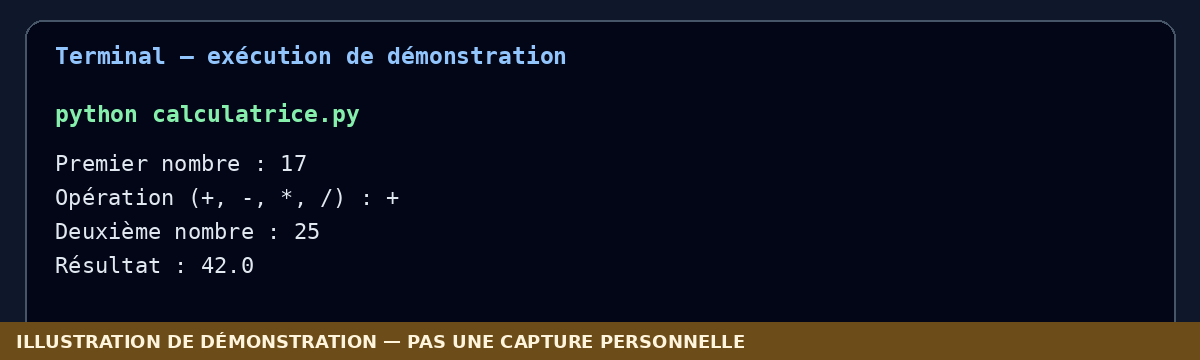 Terminal — exécution de démonstration
python calculatrice.py
Premier nombre : 17
Opération (+, -, *, /) : +
Deuxième nombre : 25
Résultat : 42.0
ILLUSTRATION DE DÉMONSTRATION — PAS UNE CAPTURE PERSONNELLE